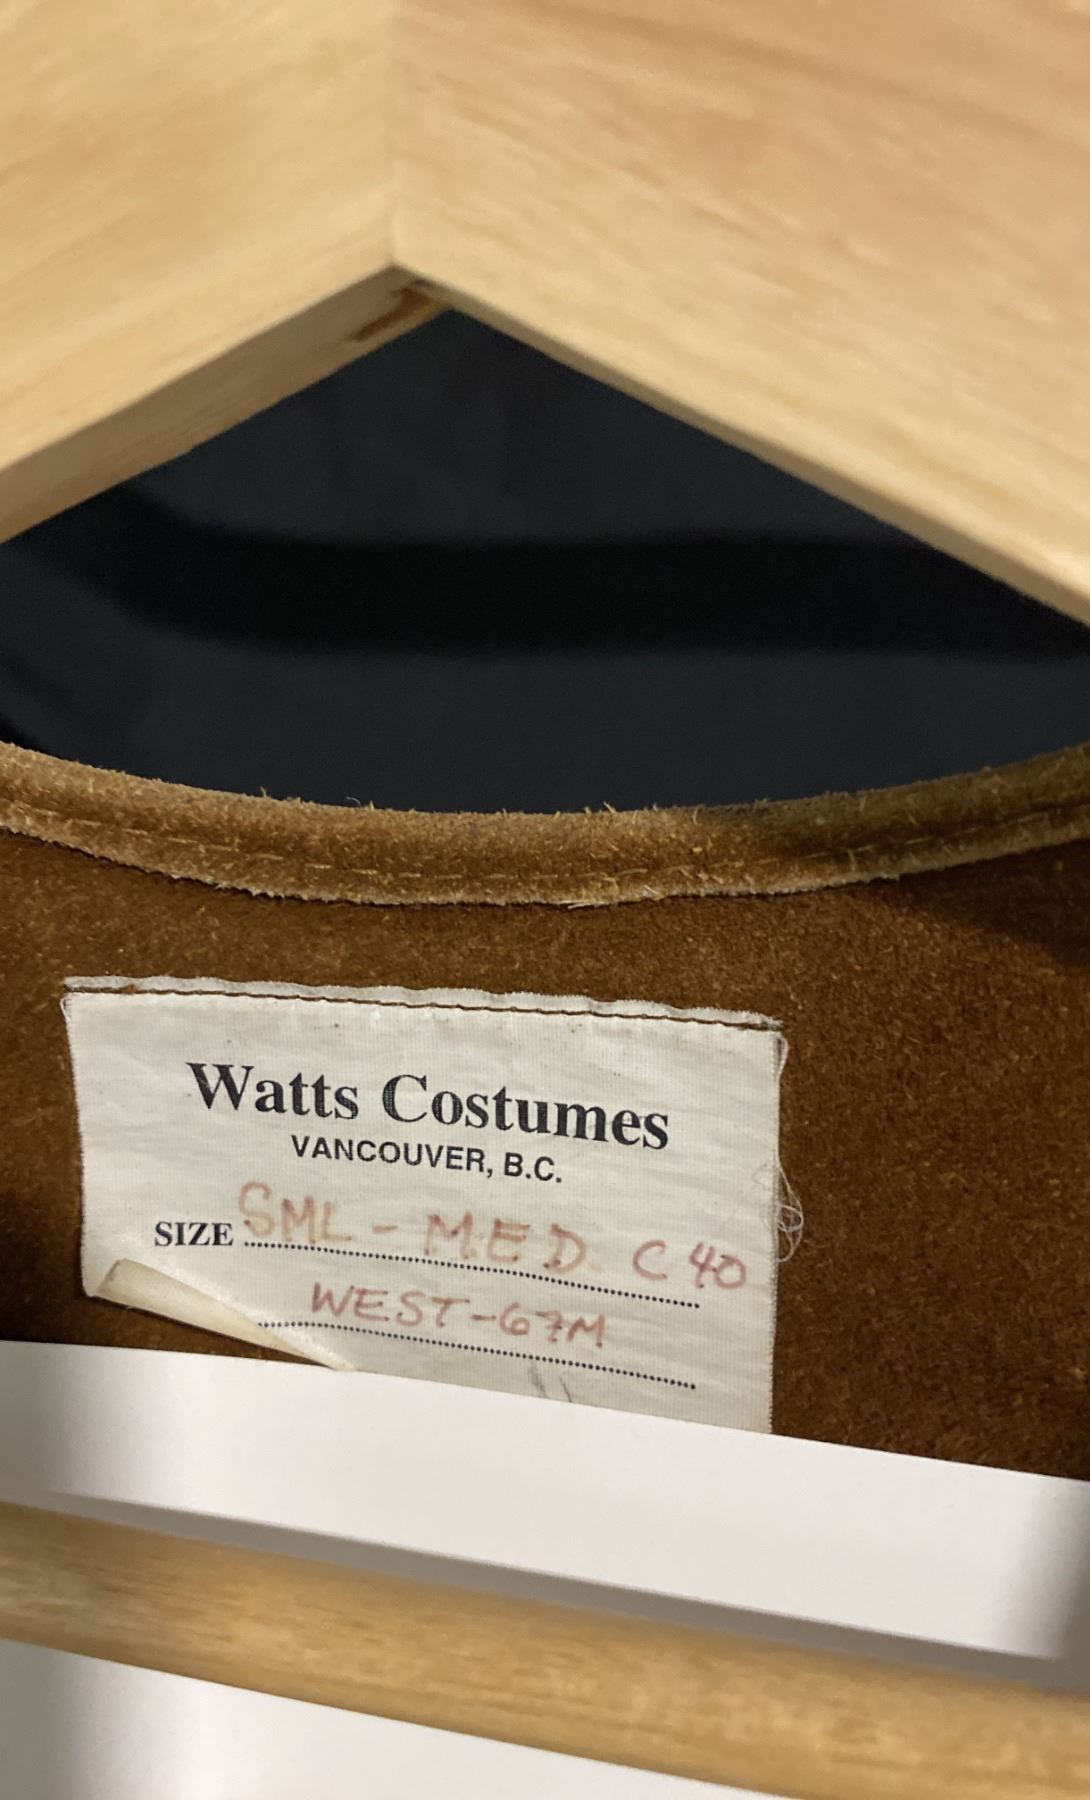 Watts Costumes
VANCOUVER, B.C.
SIZE SML - MED. C 40
WEST-67M